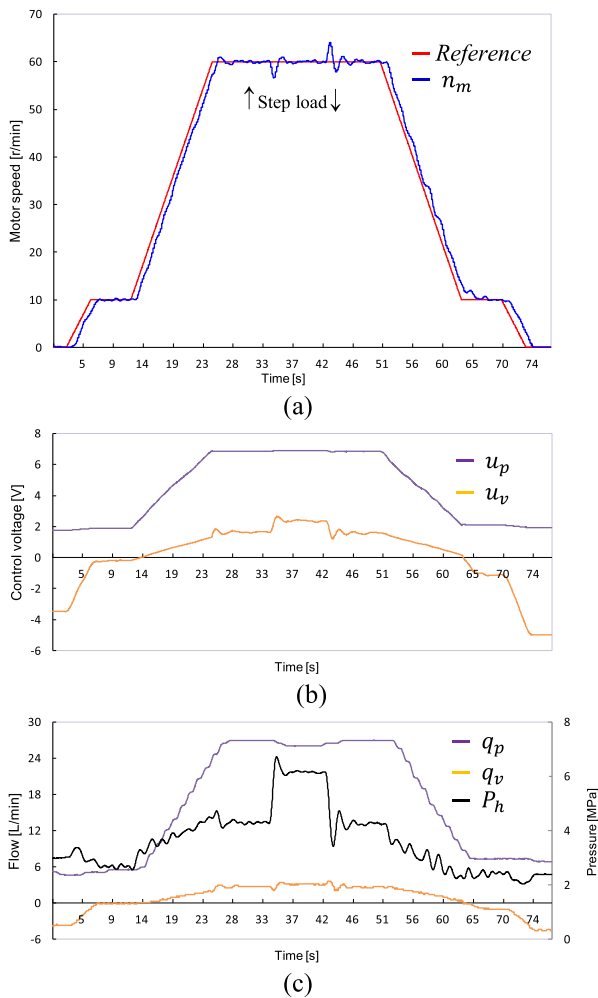 70
60
50
40
30
20
10
0
Motor speed [r/min]
Reference
n_m
↑ Step load ↓
5 9 14 19 23 28 33 37 42 46 51 56 60 65 70 74
Time [s]
(a)
8
6
4
2
0
-2
-4
-6
Control voltage [V]
u_p
u_v
5 9 14 19 23 28 33 37 42 46 51 56 60 65 70 74
Time [s]
(b)
30
24
18
12
6
0
-6
Flow [L/min]
q_p
q_v
P_h
8
6
4
2
0
Pressure [MPa]
5 9 14 19 23 28 33 37 42 46 51 56 60 65 70 74
Time [s]
(c)